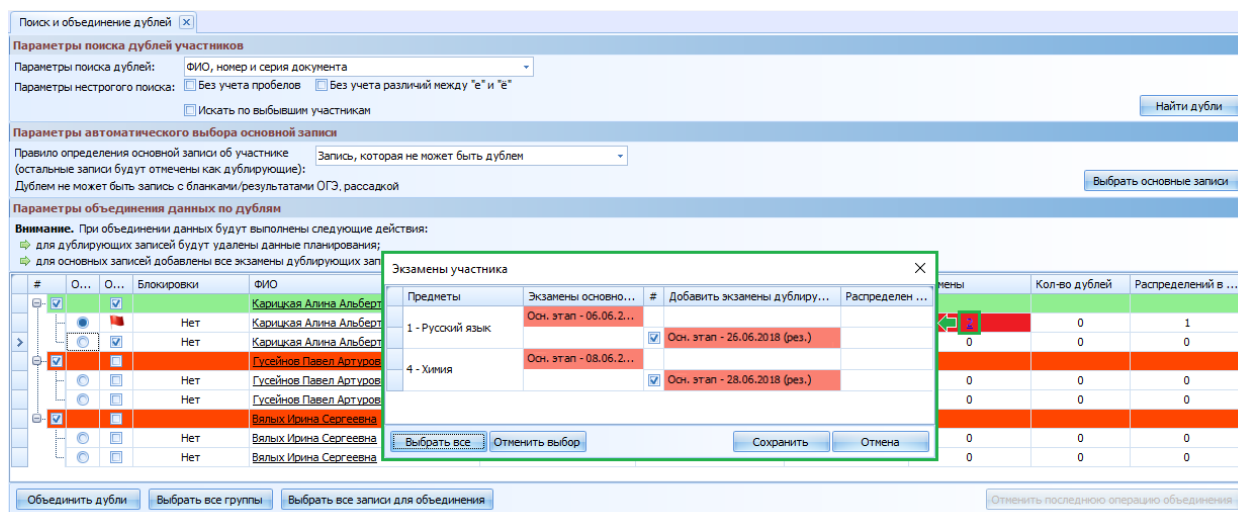 Поиск и объединение дублей
Параметры поиска дублей участников
Параметры поиска дублей: ФИО, номер и серия документа
Параметры нестрогого поиска: Без учета пробелов Без учета различий между "е" и "ё"
Искать по выбывшим участникам
Найти дубли
Параметры автоматического выбора основной записи
Правило определения основной записи об участнике
(остальные записи будут отмечены как дублирующие):
Запись, которая не может быть дублем
Дублем не может быть запись с бланками/результатами ОГЭ, рассадкой
Выбрать основные записи
Параметры объединения данных по дублям
Внимание. При объединении данных будут выполнены следующие действия:
для дублирующих записей будут удалены данные планирования;
для основных записей добавлены все экзамены дублирующих зап
# О... О... Блокировки ФИО мены Кол-во дублей Распределений в ...
Карицкая Алина Альберт
Нет Карицкая Алина Альберт 0 1
Нет Карицкая Алина Альберт 0 0 0
Гусейнов Павел Артуров
Нет Гусейнов Павел Артуров 0 0 0
Нет Гусейнов Павел Артуров 0 0 0
Вялых Ирина Сергеевна
Нет Вялых Ирина Сергеевна 0 0 0
Нет Вялых Ирина Сергеевна 0 0 0
Экзамены участника
Предметы Экзамены основно... # Добавить экзамены дублиру... Распределен ...
1 - Русский язык Осн. этап - 06.06.2...
Осн. этап - 26.06.2018 (рез.)
4 - Химия Осн. этап - 08.06.2...
Осн. этап - 28.06.2018 (рез.)
Выбрать все Отменить выбор Сохранить Отмена
Объединить дубли Выбрать все группы Выбрать все записи для объединения Отменить последнюю операцию объединения